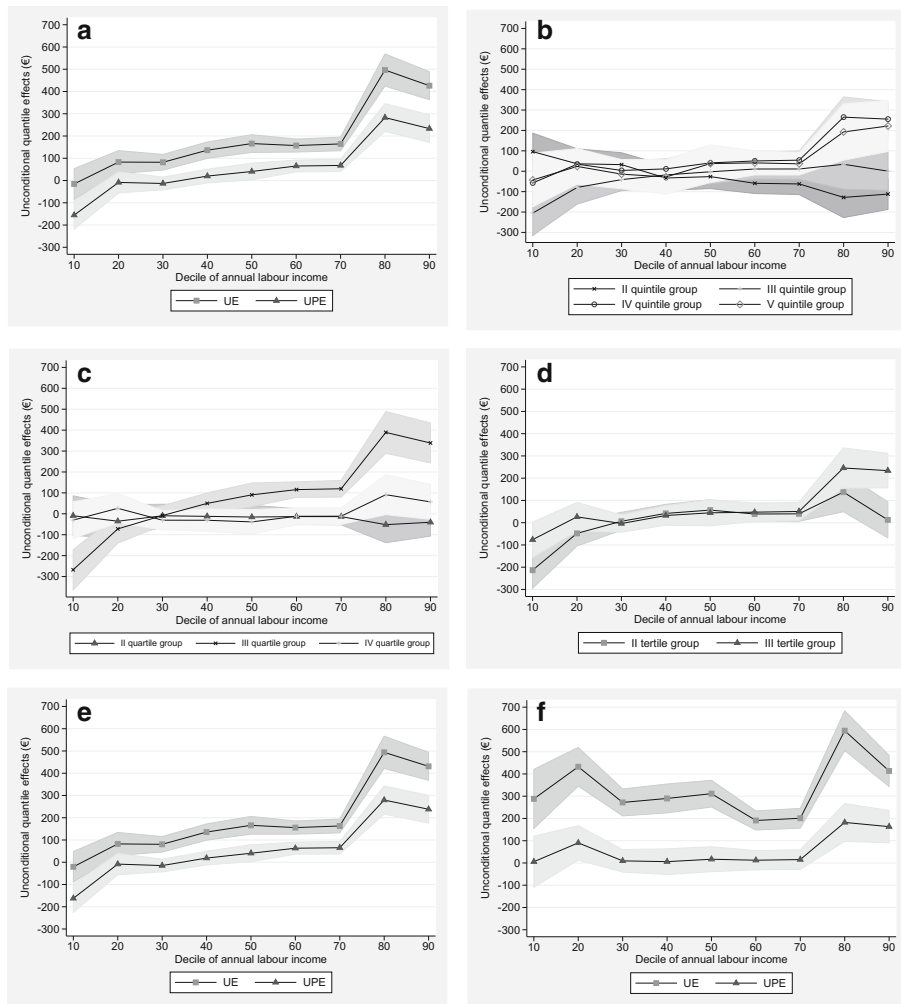 a
Unconditional quantile effects (€)
700
600
500
400
300
200
100
0
-100
-200
-300
10 20 30 40 50 60 70 80 90
Decile of annual labour income
UE UPE
b
Unconditional quantile effects (€)
700
600
500
400
300
200
100
0
-100
-200
-300
10 20 30 40 50 60 70 80 90
Decile of annual labour income
II quintile group III quintile group
IV quintile group V quintile group
c
Unconditional quantile effects (€)
700
600
500
400
300
200
100
0
-100
-200
-300
10 20 30 40 50 60 70 80 90
Decile of annual labour income
II quartile group III quartile group IV quartile group
d
Unconditional quantile effects (€)
700
600
500
400
300
200
100
0
-100
-200
-300
10 20 30 40 50 60 70 80 90
Decile of annual labour income
II tertile group III tertile group
e
Unconditional quantile effects (€)
700
600
500
400
300
200
100
0
-100
-200
-300
10 20 30 40 50 60 70 80 90
Decile of annual labour income
UE UPE
f
Unconditional quantile effects (€)
700
600
500
400
300
200
100
0
-100
-200
-300
10 20 30 40 50 60 70 80 90
Decile of annual labour income
UE UPE